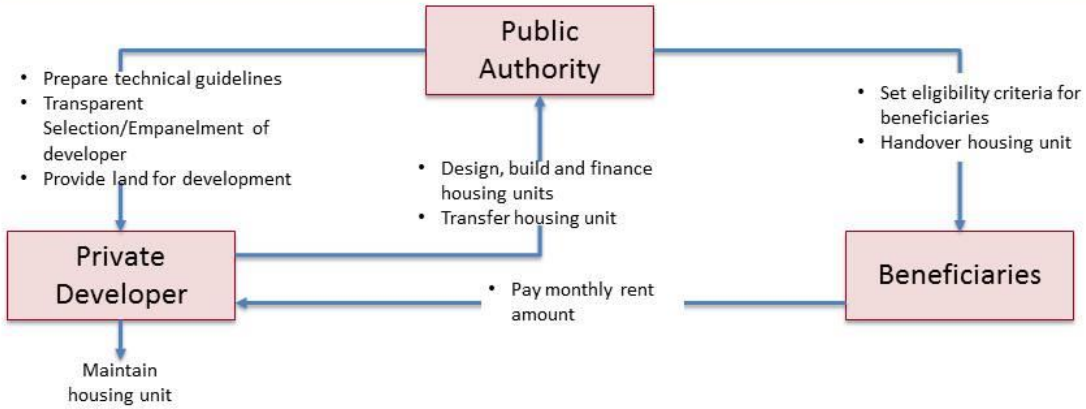 Public
Authority
• Prepare technical guidelines
• Transparent
Selection/Empanelment of
developer
• Provide land for development
• Set eligibility criteria for
beneficiaries
• Handover housing unit
• Design, build and finance
housing units
• Transfer housing unit
Private
Developer
Beneficiaries
• Pay monthly rent
amount
Maintain
housing unit